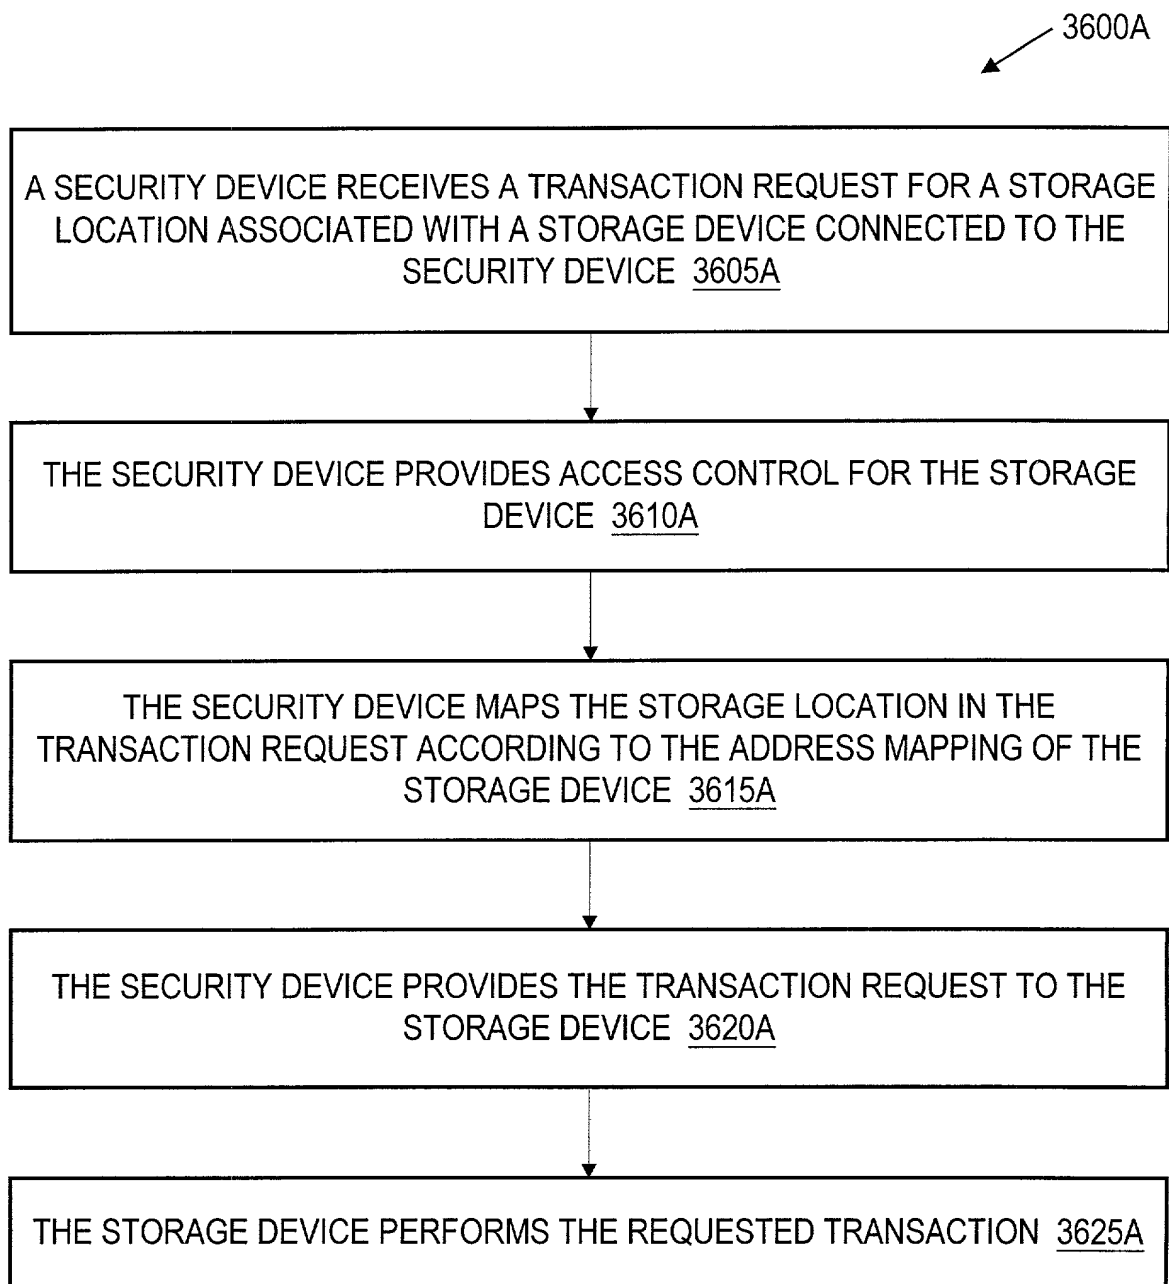 3600A
A SECURITY DEVICE RECEIVES A TRANSACTION REQUEST FOR A STORAGE
LOCATION ASSOCIATED WITH A STORAGE DEVICE CONNECTED TO THE
SECURITY DEVICE 3605A
THE SECURITY DEVICE PROVIDES ACCESS CONTROL FOR THE STORAGE
DEVICE 3610A
THE SECURITY DEVICE MAPS THE STORAGE LOCATION IN THE
TRANSACTION REQUEST ACCORDING TO THE ADDRESS MAPPING OF THE
STORAGE DEVICE 3615A
THE SECURITY DEVICE PROVIDES THE TRANSACTION REQUEST TO THE
STORAGE DEVICE 3620A
THE STORAGE DEVICE PERFORMS THE REQUESTED TRANSACTION 3625A